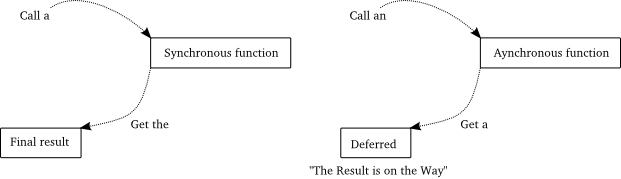 Call a
Synchronous function
Get the
Final result
Call an
Aynchronous function
Get a
Deferred
"The Result is on the Way"